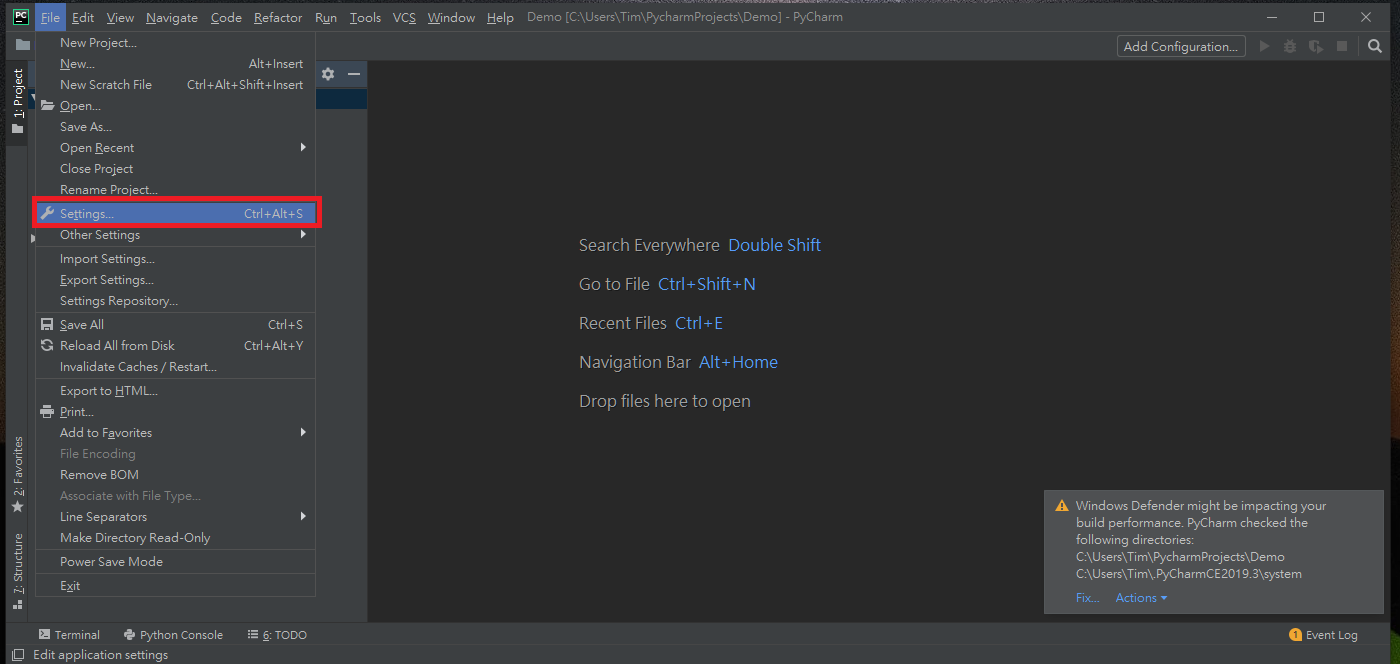 PC File Edit View Navigate Code Refactor Run Tools VCS Window Help Demo [C:\Users\Tim\PycharmProjects\Demo] - PyCharm
Add Configuration...
1: Project
New Project...
New... Alt+Insert
New Scratch File Ctrl+Alt+Shift+Insert
Open...
Save As...
Open Recent
Close Project
Rename Project...
Settings... Ctrl+Alt+S
Other Settings
Import Settings...
Export Settings...
Settings Repository...
Save All Ctrl+S
Reload All from Disk Ctrl+Alt+Y
Invalidate Caches / Restart...
Export to HTML...
Print...
Add to Favorites
File Encoding
Remove BOM
Associate with File Type...
Line Separators
Make Directory Read-Only
Power Save Mode
Exit
Search Everywhere Double Shift
Go to File Ctrl+Shift+N
Recent Files Ctrl+E
Navigation Bar Alt+Home
Drop files here to open
2: Favorites
7: Structure
Windows Defender might be impacting your
build performance. PyCharm checked the
following directories:
C:\Users\Tim\PycharmProjects\Demo
C:\Users\Tim\.PyCharmCE2019.3\system
Fix... Actions
Terminal Python Console 6: TODO 1 Event Log
Edit application settings